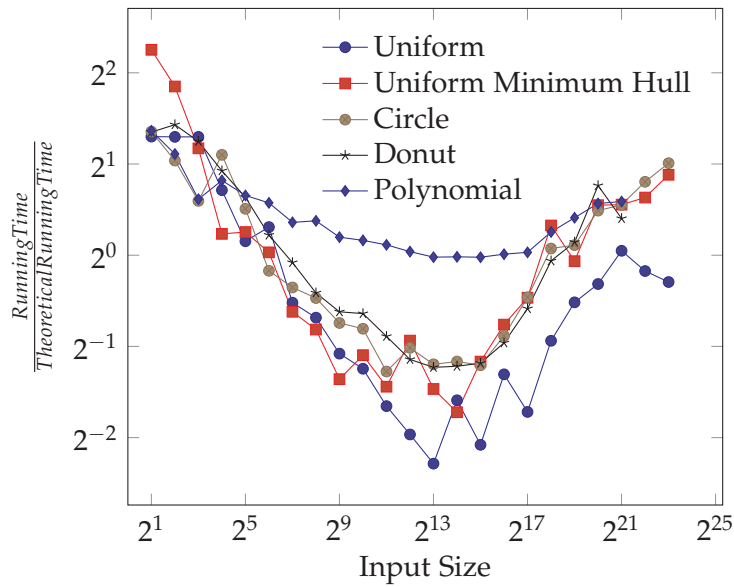 Uniform
Uniform Minimum Hull
Circle
Donut
Polynomial
RunningTime
TheoreticalRunningTime
2^2
2^1
2^0
2^−1
2^−2
2^1 2^5 2^9 2^13 2^17 2^21 2^25
Input Size